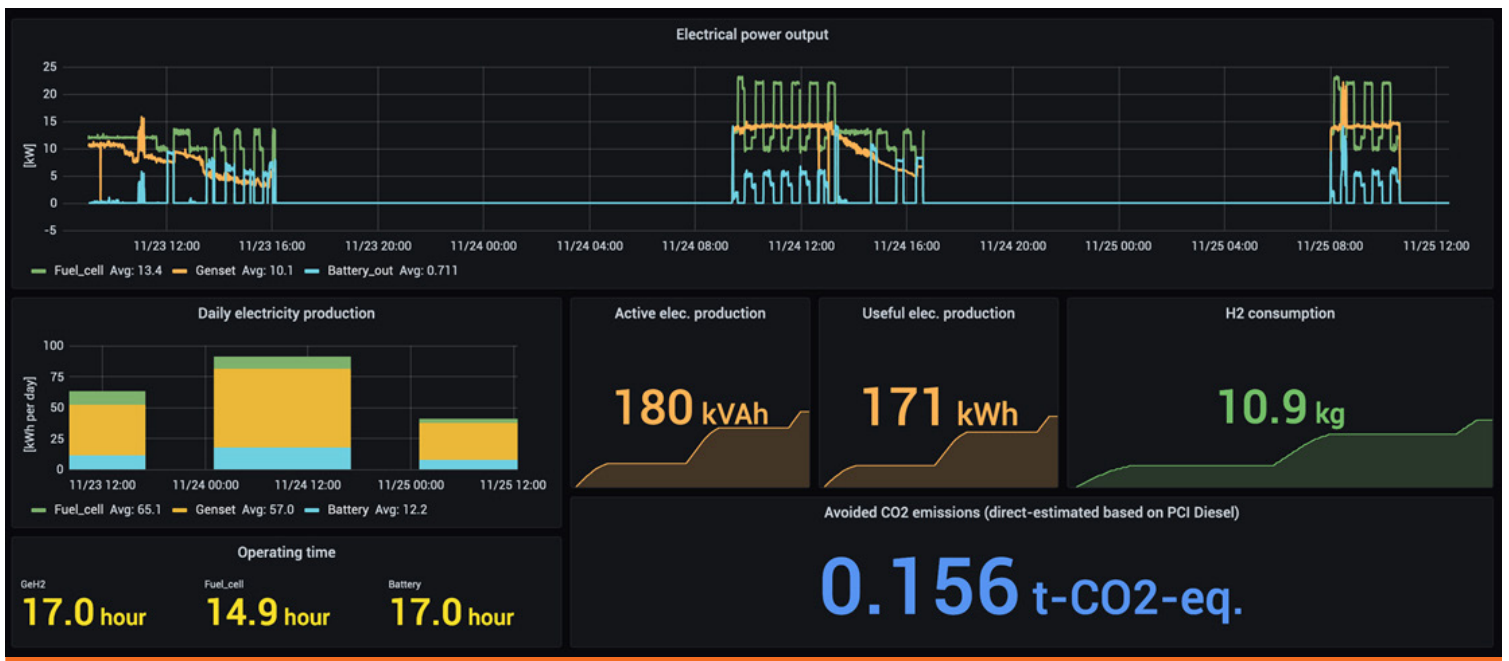 Electrical power output
[kW]
25
20
15
10
5
0
-5
11/23 12:00 11/23 16:00 11/23 20:00 11/24 00:00 11/24 04:00 11/24 08:00 11/24 12:00 11/24 16:00 11/24 20:00 11/25 00:00 11/25 04:00 11/25 08:00 11/25 12:00
Fuel_cell Avg: 13.4 Genset Avg: 10.1 Battery_out Avg: 0.711
Daily electricity production
[kWh per day]
100
75
50
25
0
11/23 12:00 11/24 00:00 11/24 12:00 11/25 00:00 11/25 12:00
Fuel_cell Avg: 65.1 Genset Avg: 57.0 Battery Avg: 12.2
Active elec. production
180 kVAh
Useful elec. production
171 kWh
H2 consumption
10.9 kg
Operating time
GeH2 Fuel_cell Battery
17.0 hour 14.9 hour 17.0 hour
Avoided CO2 emissions (direct-estimated based on PCI Diesel)
0.156 t-CO2-eq.